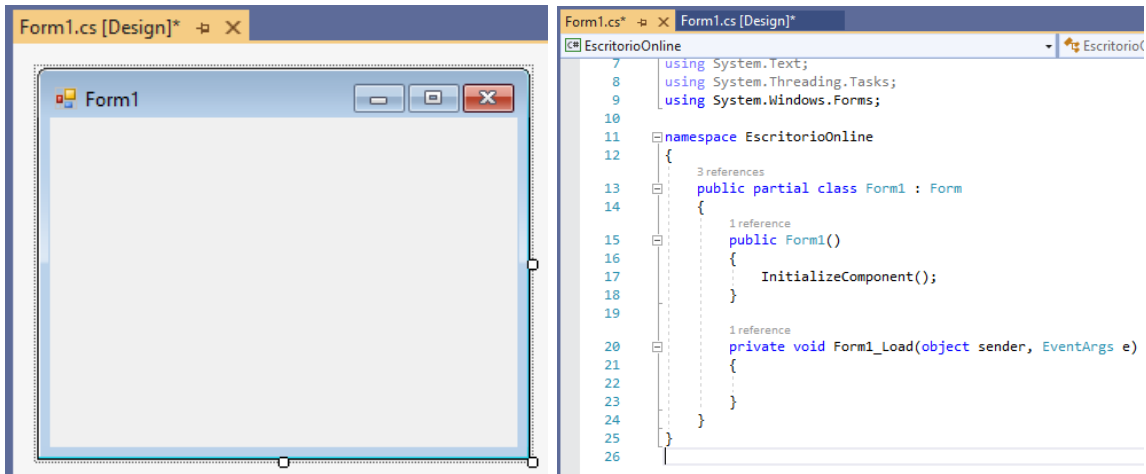 Form1.cs [Design]*
Form1
Form1.cs* Form1.cs [Design]*
C# EscritorioOnline
7 using System.Text;
8 using System.Threading.Tasks;
9 using System.Windows.Forms;
10
11 namespace EscritorioOnline
12 {
3 references
13 public partial class Form1 : Form
14 {
1 reference
15 public Form1()
16 {
17 InitializeComponent();
18 }
19
1 reference
20 private void Form1_Load(object sender, EventArgs e)
21 {
22
23 }
24 }
25 }
26